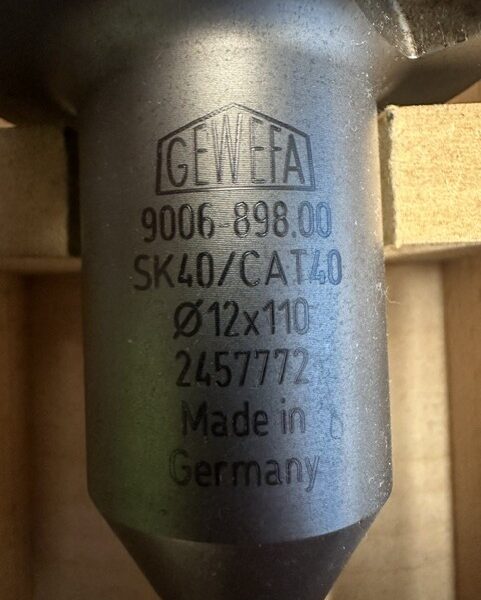 GEWEFA
9006-898.00
SK40/CAT40
Ø12x110
2457772
Made in
Germany